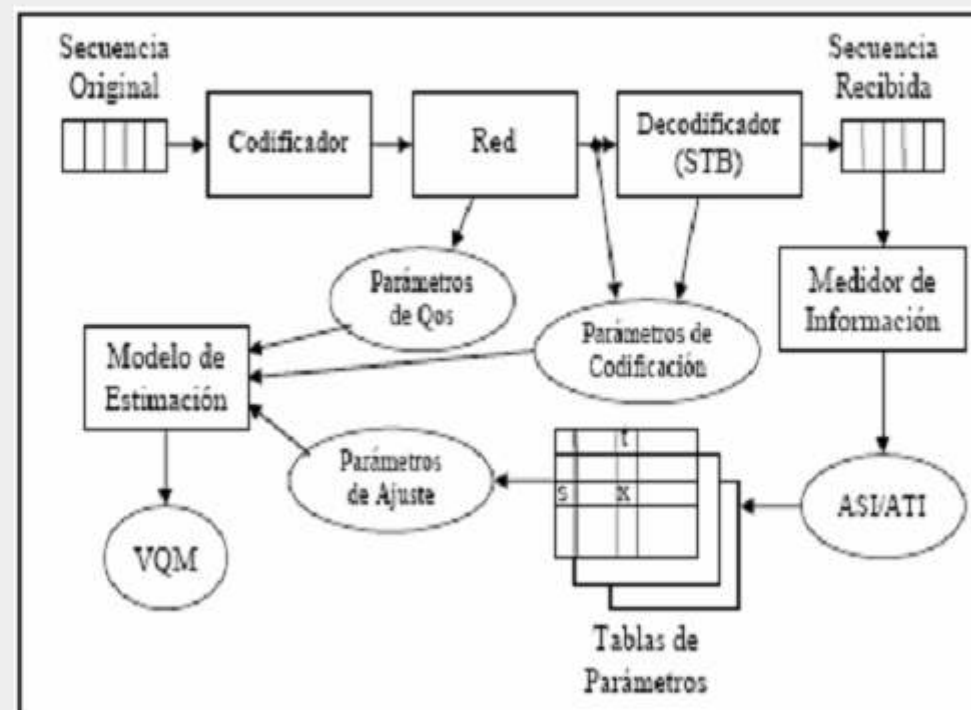 Secuencia
Original
Codificador
Red
Decodificador
(STB)
Secuencia
Recibida
Parámetros
de Qos
Parámetros de
Codificación
Medidor de
Información
Modelo de
Estimación
Parámetros
de Ajuste
t
s
x
ASI/ATI
VQM
Tablas de
Parámetros